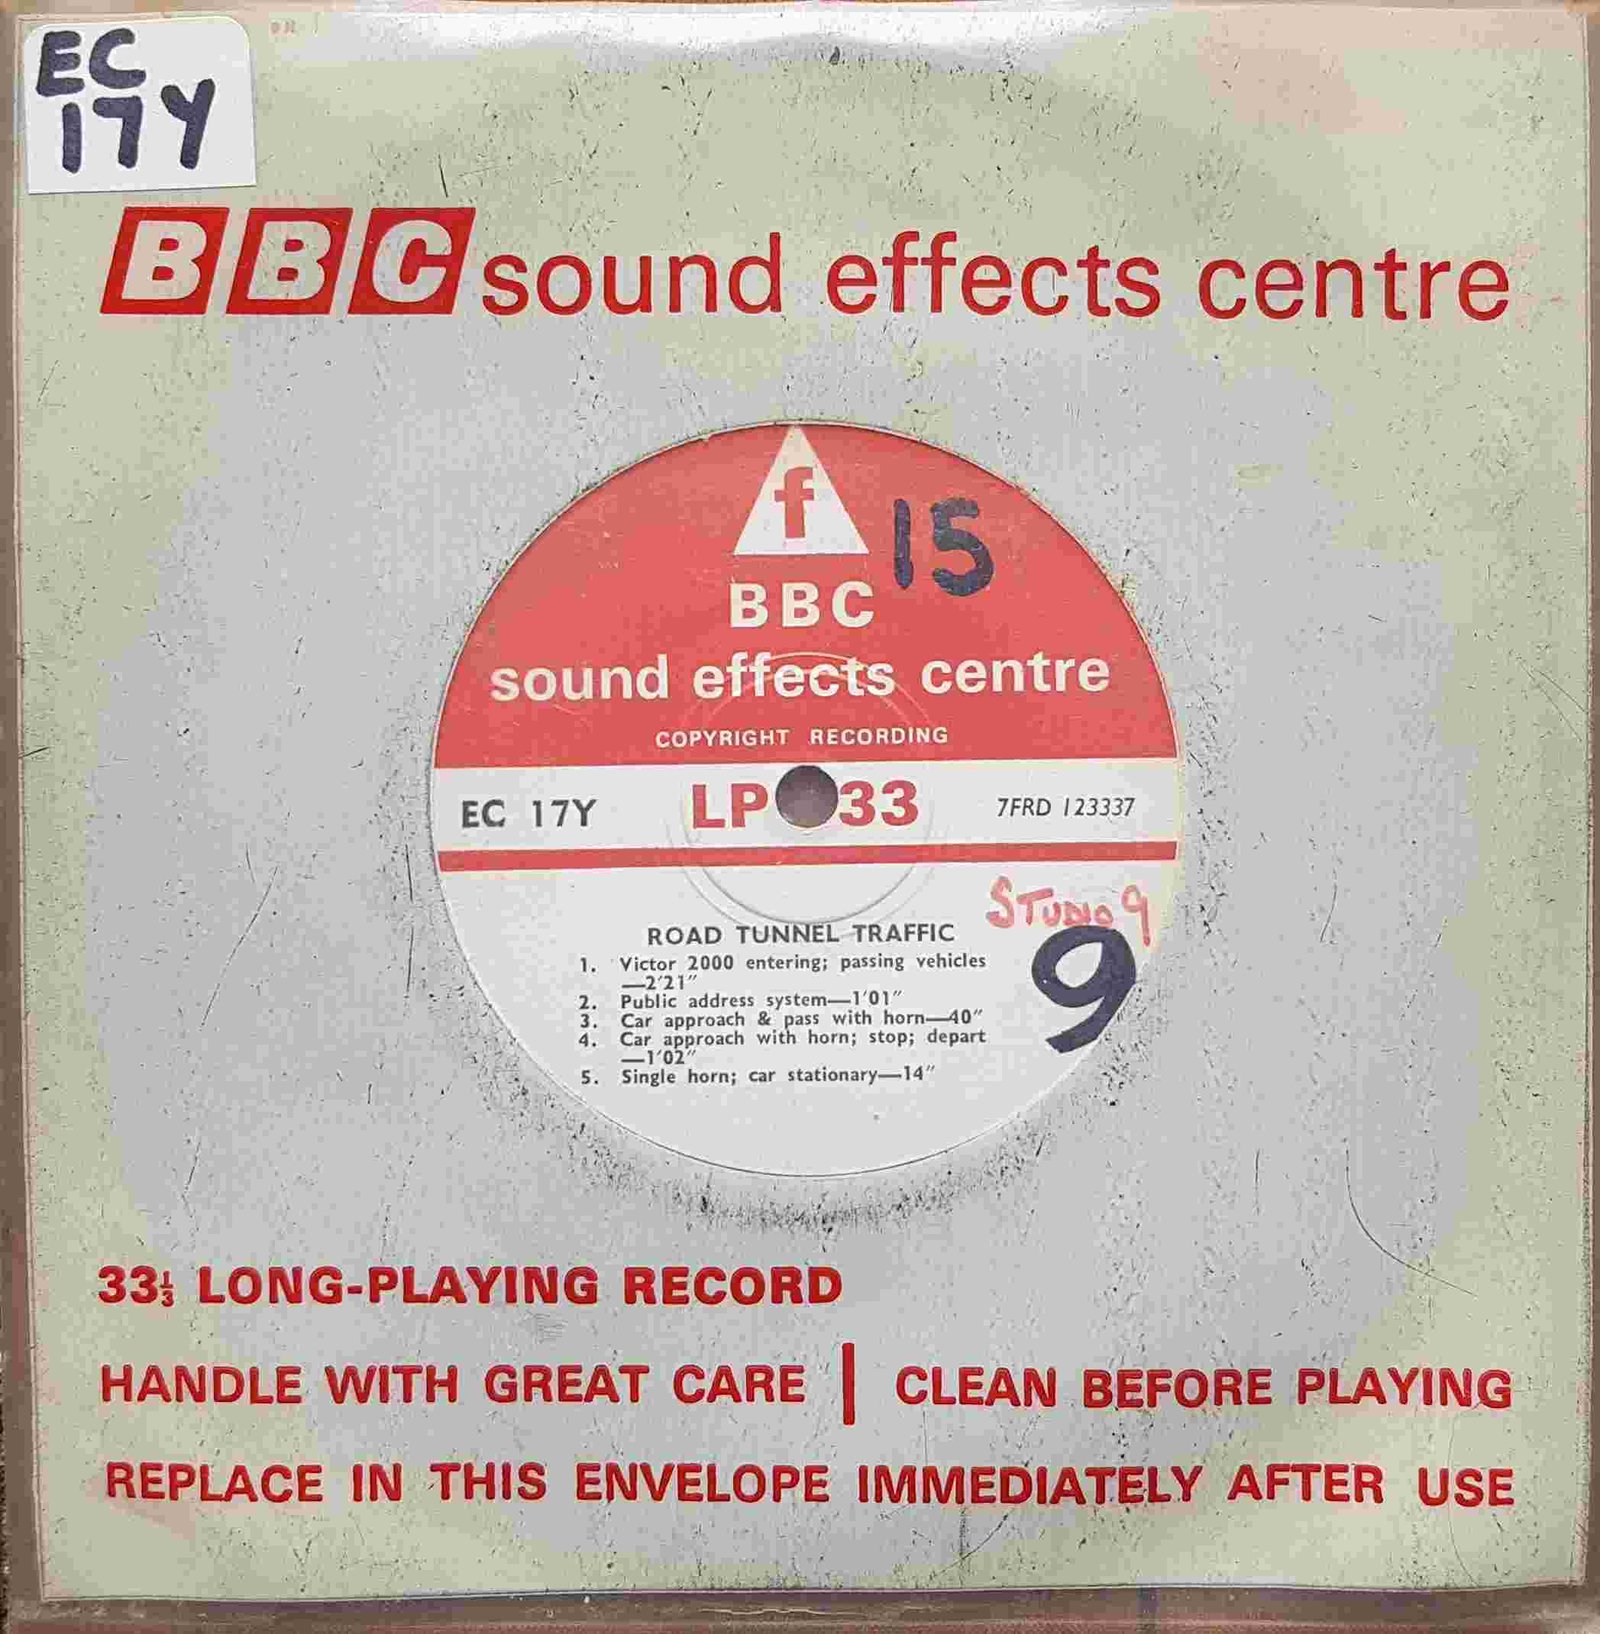 EC
17Y
BBC sound effects centre
f
15
BBC
sound effects centre
COPYRIGHT RECORDING
EC 17Y LP 33 7FRD 123337
STUDIO 9
9
ROAD TUNNEL TRAFFIC
1. Victor 2000 entering; passing vehicles
—2'21"
2. Public address system—1'01"
3. Car approach & pass with horn—40"
4. Car approach with horn; stop; depart
—1'02"
5. Single horn; car stationary—14"
33⅓ LONG-PLAYING RECORD
HANDLE WITH GREAT CARE | CLEAN BEFORE PLAYING
REPLACE IN THIS ENVELOPE IMMEDIATELY AFTER USE